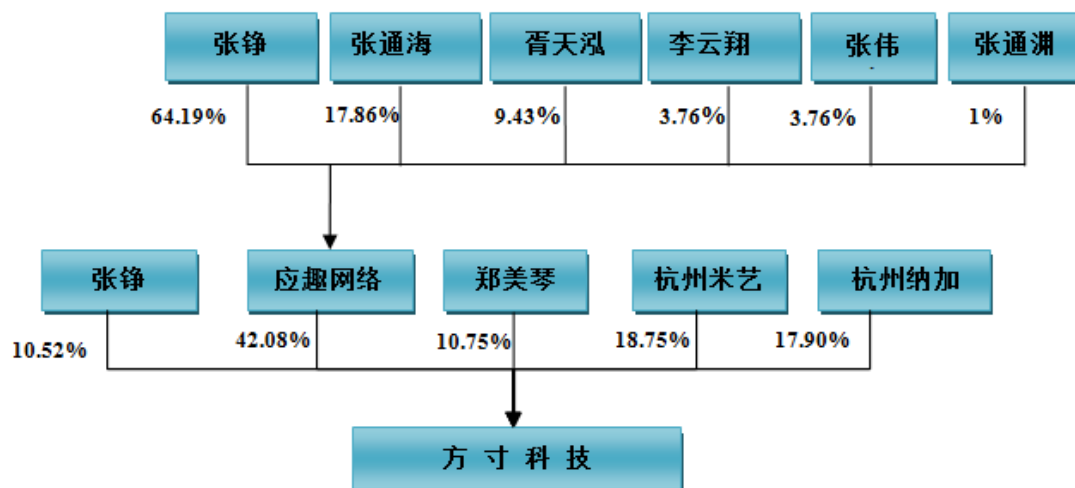 张铮 张通海 胥天泓 李云翔 张伟 张通渊
64.19% 17.86% 9.43% 3.76% 3.76% 1%
张铮 应趣网络 郑美琴 杭州米艺 杭州纳加
10.52% 42.08% 10.75% 18.75% 17.90%
方寸科技